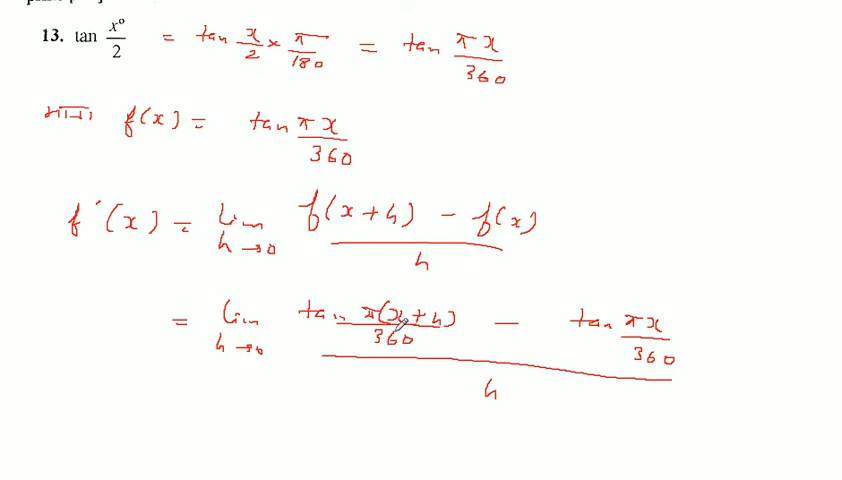 13. tan x°/2 = tan x/2 × π/180 = tan πx/360
माना f(x) = tan πx/360
f'(x) = lim h→0 f(x+h) - f(x) / h
= lim h→0 tan π(x+h)/360 - tan πx/360 / h